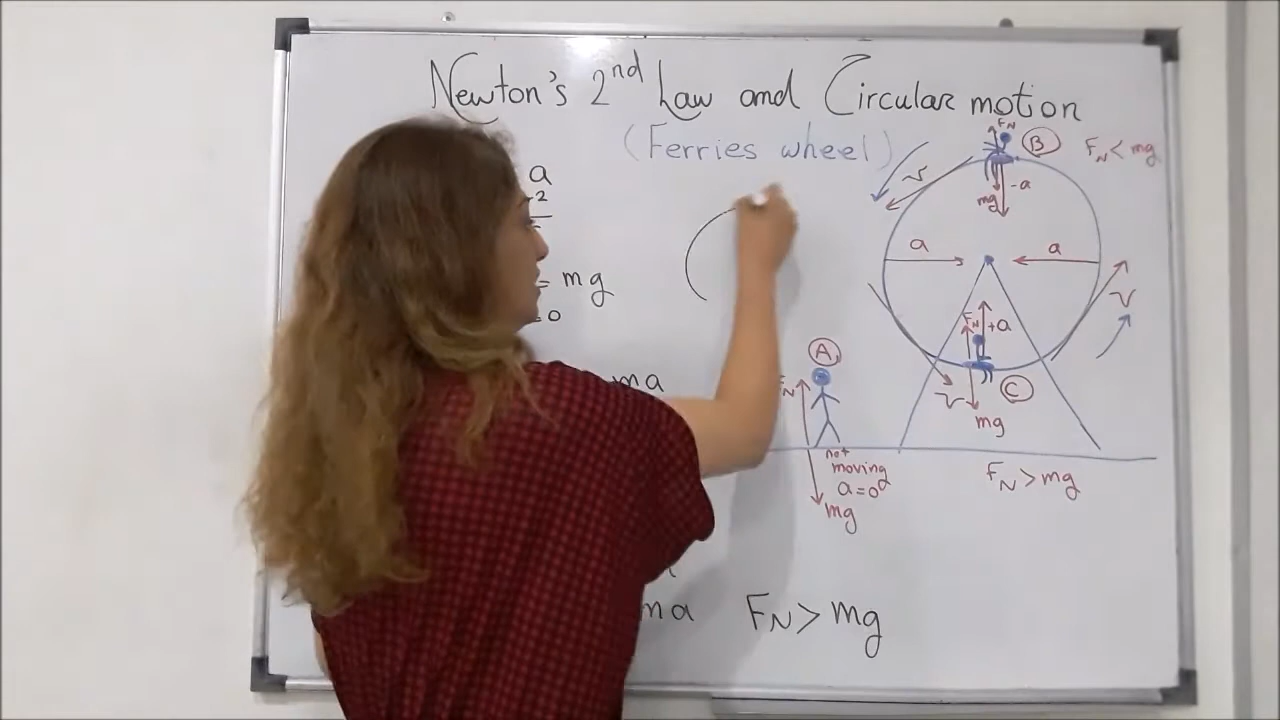 Newton's 2nd Law and Circular motion
(Ferries wheel)
a
2
= mg
= 0
ma
ma
FN > mg
A
FN
not
moving
a = 0
mg
FN
B
FN < mg
v
mg
-a
a
a
v
FN
+a
C
v
mg
FN > mg